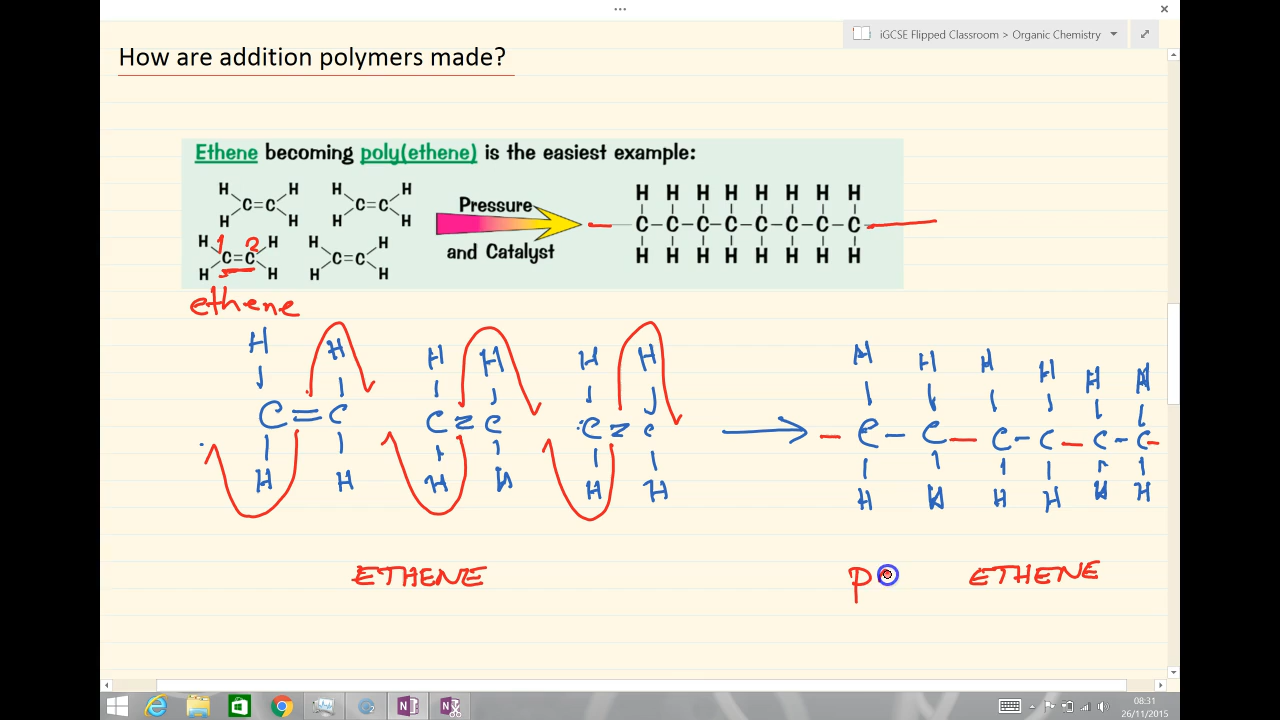 iGCSE Flipped Classroom > Organic Chemistry
How are addition polymers made?
Ethene becoming poly(ethene) is the easiest example:
H H H H
C=C C=C
H H H H
H 1 2 H H H
C=C C=C
H H H H
Pressure
and Catalyst
H H H H H H H H
C-C-C-C-C-C-C-C
H H H H H H H H
ethene
H H H H H H
C=C C=C C=C
H H H H H H
H H H H H H
C-C-C-C-C-C-
H H H H H H
ETHENE
P ETHENE
08:31
26/11/2015